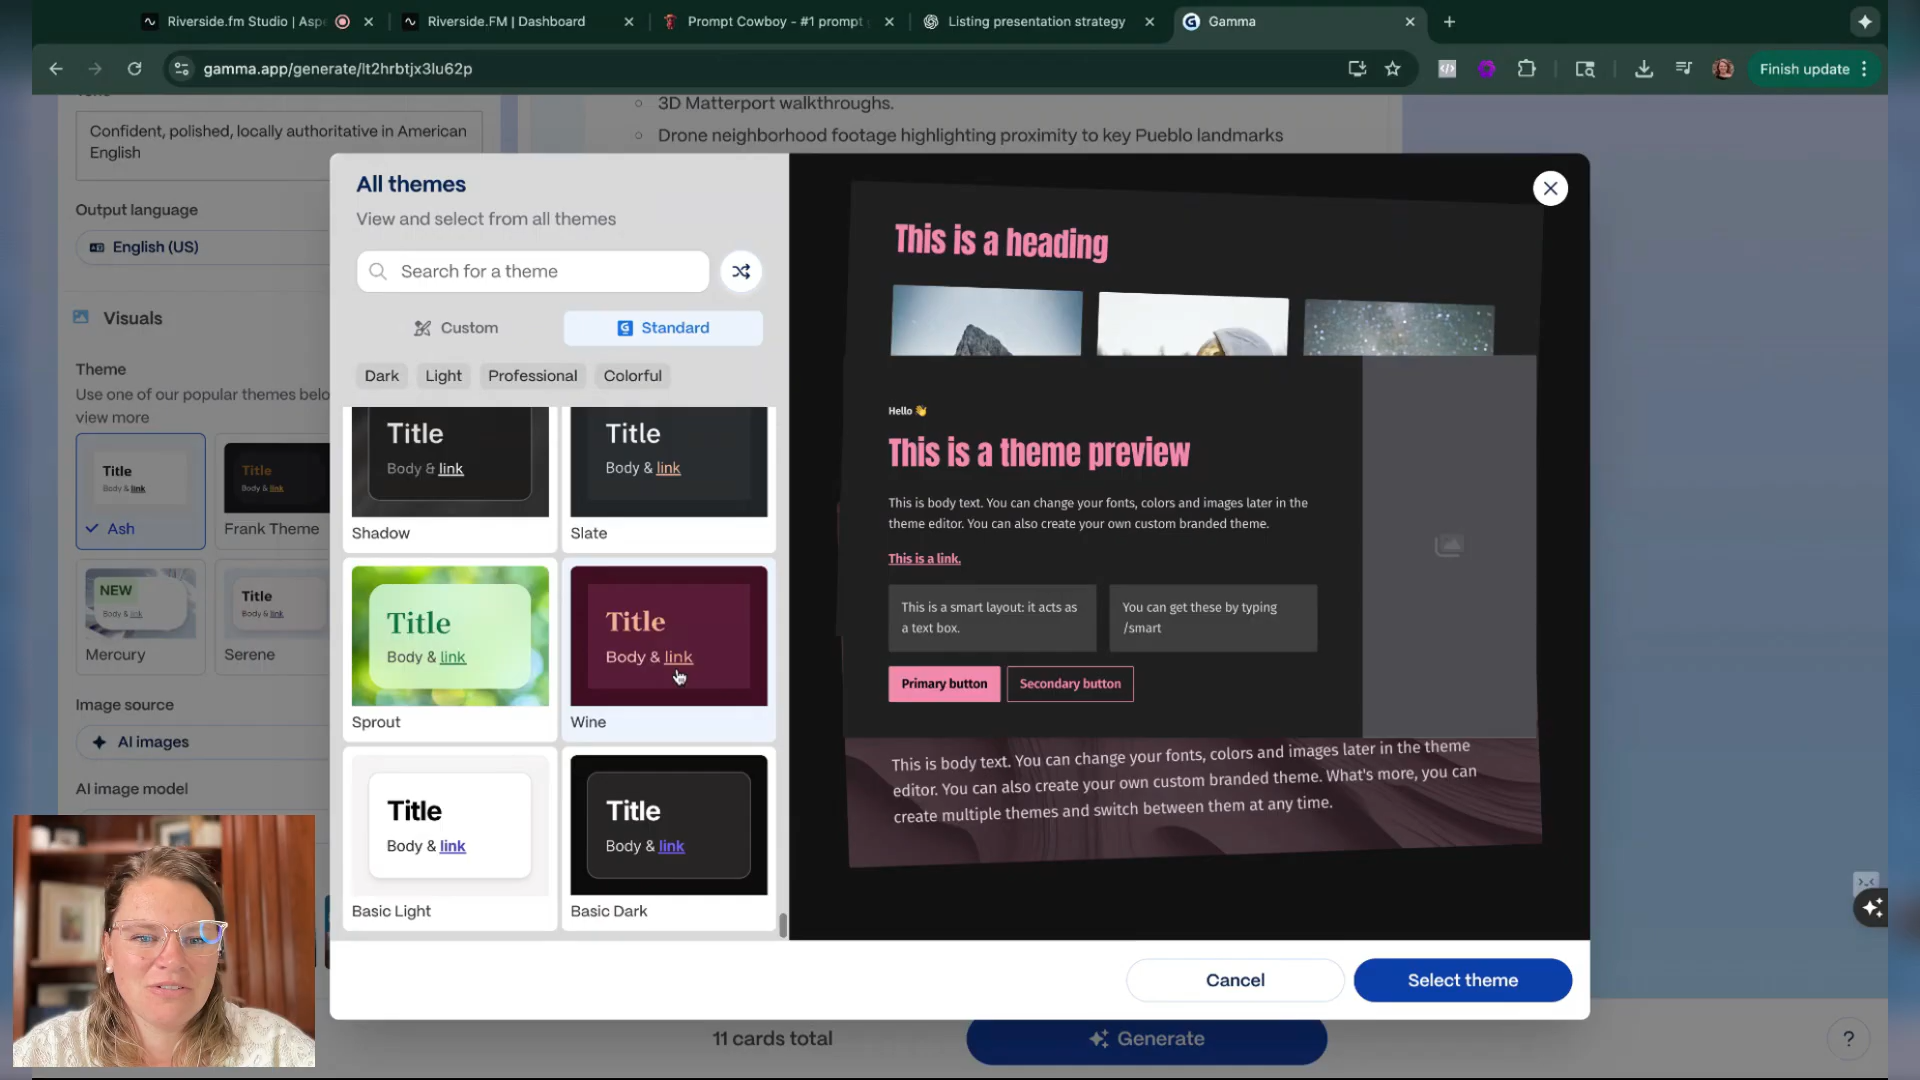 Riverside.fm Studio | Asp
Riverside.FM | Dashboard
Prompt Cowboy - #1 prompt
Listing presentation strategy
Gamma
gamma.app/generate/lt2hrbtjx3lu62p
Finish update
3D Matterport walkthroughs.
Drone neighborhood footage highlighting proximity to key Pueblo landmarks
Confident, polished, locally authoritative in American
English
Output language
English (US)
Visuals
Theme
Use one of our popular themes belo
view more
Title
Body & link
Ash
Title
Body & link
Frank Theme
NEW
Body & link
Mercury
Title
Body & link
Serene
Image source
AI images
AI image model
All themes
View and select from all themes
Search for a theme
Custom
Standard
Dark
Light
Professional
Colorful
Title
Body & link
Shadow
Title
Body & link
Slate
Title
Body & link
Sprout
Title
Body & link
Wine
Title
Body & link
Basic Light
Title
Body & link
Basic Dark
This is a heading
Hello 👋
This is a theme preview
This is body text. You can change your fonts, colors and images later in the
theme editor. You can also create your own custom branded theme.
This is a link.
This is a smart layout: it acts as
a text box.
You can get these by typing
/smart
Primary button
Secondary button
This is body text. You can change your fonts, colors and images later in the theme
editor. You can also create your own custom branded theme. What's more, you can
create multiple themes and switch between them at any time.
Cancel
Select theme
11 cards total
Generate
?